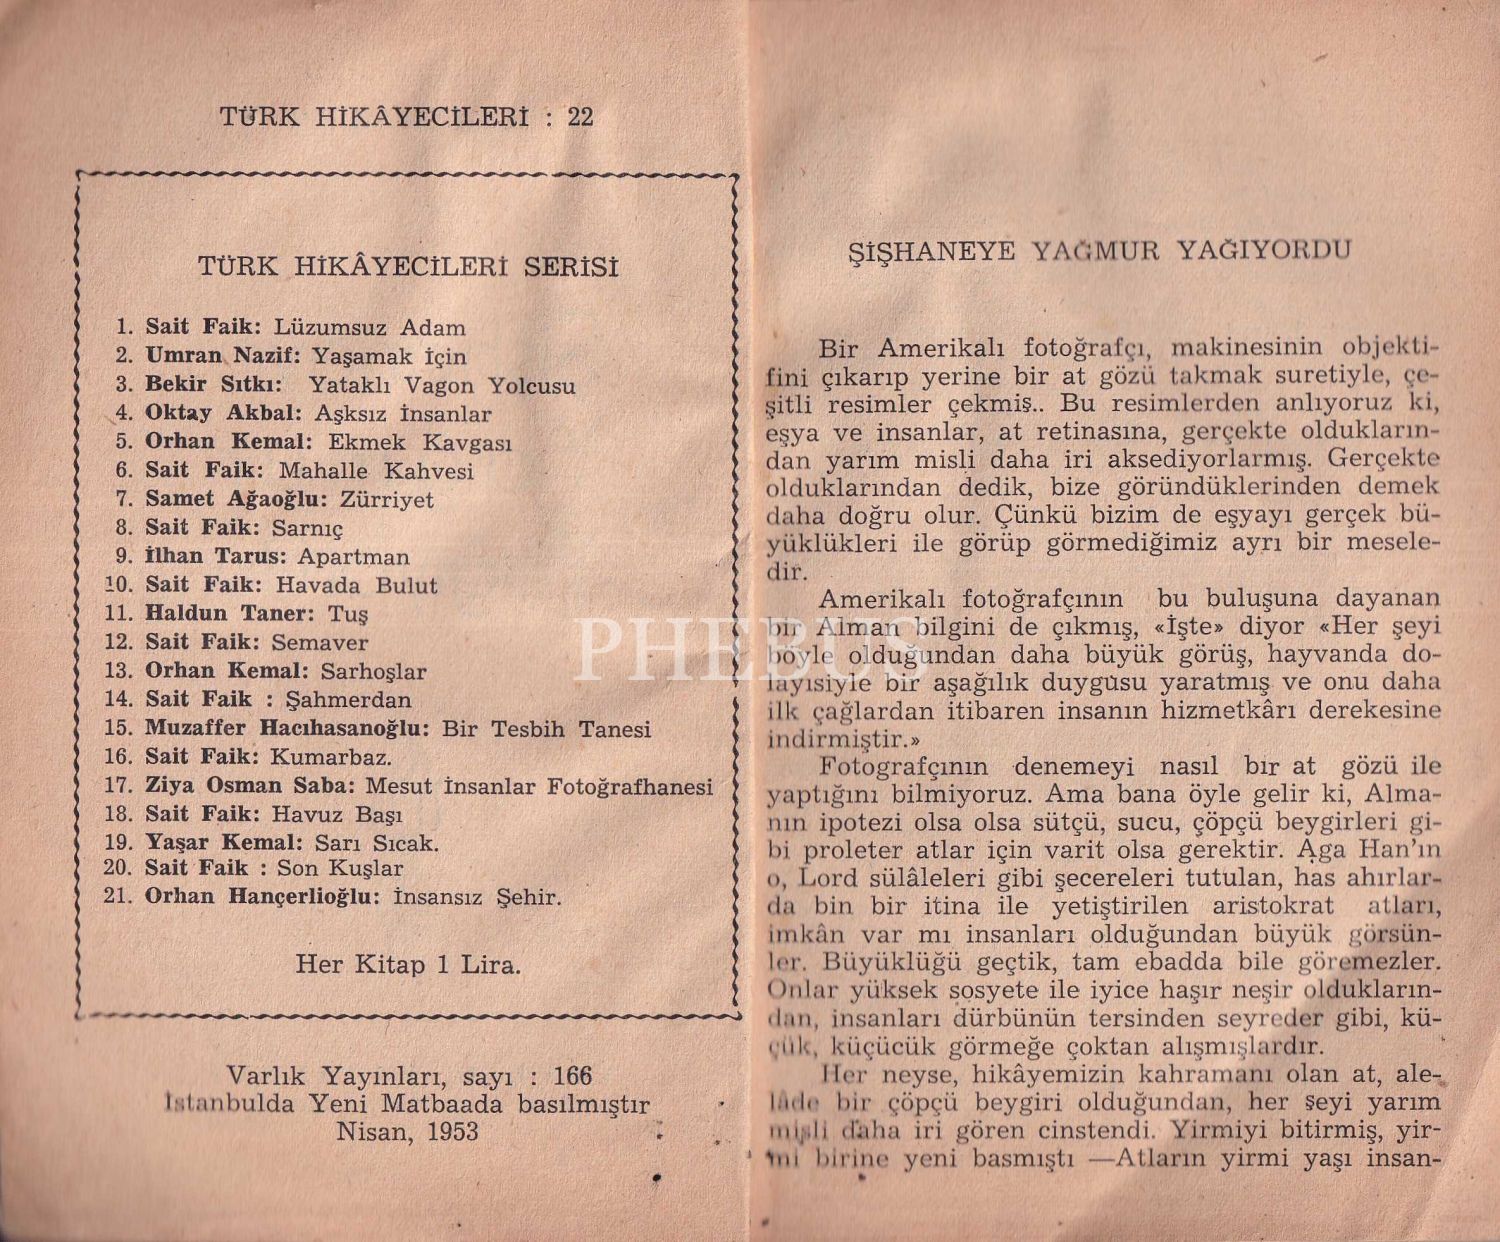 TÜRK HİKÂYECİLERİ : 22
TÜRK HİKÂYECİLERİ SERİSİ
1. Sait Faik: Lüzumsuz Adam
2. Umran Nazif: Yaşamak İçin
3. Bekir Sıtkı: Yataklı Vagon Yolcusu
4. Oktay Akbal: Aşksız İnsanlar
5. Orhan Kemal: Ekmek Kavgası
6. Sait Faik: Mahalle Kahvesi
7. Samet Ağaoğlu: Zürriyet
8. Sait Faik: Sarnıç
9. İlhan Tarus: Apartman
10. Sait Faik: Havada Bulut
11. Haldun Taner: Tuş
12. Sait Faik: Semaver
13. Orhan Kemal: Sarhoşlar
14. Sait Faik : Şahmerdan
15. Muzaffer Hacıhasanoğlu: Bir Tesbih Tanesi
16. Sait Faik: Kumarbaz.
17. Ziya Osman Saba: Mesut İnsanlar Fotoğrafhanesi
18. Sait Faik: Havuz Başı
19. Yaşar Kemal: Sarı Sıcak.
20. Sait Faik : Son Kuşlar
21. Orhan Hançerlioğlu: İnsansız Şehir.
Her Kitap 1 Lira.
Varlık Yayınları, sayı : 166
İstanbulda Yeni Matbaada basılmıştır
Nisan, 1953
ŞİŞHANEYE YAĞMUR YAĞIYORDU
Bir Amerikalı fotoğrafçı, makinesinin objekti-
fini çıkarıp yerine bir at gözü takmak suretiyle, çe-
şitli resimler çekmiş.. Bu resimlerden anlıyoruz ki,
eşya ve insanlar, at retinasına, gerçekte oldukların-
dan yarım misli daha iri aksediyorlarmış. Gerçekte
olduklarından dedik, bize göründüklerinden demek
daha doğru olur. Çünkü bizim de eşyayı gerçek bü-
yüklükleri ile görüp görmediğimiz ayrı bir mesele-
dir.
Amerikalı fotoğrafçının bu buluşuna dayanan
bir Alman bilgini de çıkmış, «İşte» diyor «Her şeyi
böyle olduğundan daha büyük görüş, hayvanda do-
layısiyle bir aşağılık duygusu yaratmış ve onu daha
ilk çağlardan itibaren insanın hizmetkârı derekesine
indirmiştir.»
Fotografçının denemeyi nasıl bir at gözü ile
yaptığını bilmiyoruz. Ama bana öyle gelir ki, Alma-
nın ipotezi olsa olsa sütçü, sucu, çöpçü beygirleri gi-
bi proleter atlar için varit olsa gerektir. Ağa Han'ın
o, Lord sülâleleri gibi şecereleri tutulan, has ahırlar-
da bin bir itina ile yetiştirilen aristokrat atları,
imkân var mı insanları olduğundan büyük görsün-
ler. Büyüklüğü geçtik, tam ebadda bile göremezler.
Onlar yüksek sosyete ile iyice haşır neşir oldukların-
dan, insanları dürbünün tersinden seyreder gibi, kü-
çük, küçücük görmeğe çoktan alışmışlardır.
Her neyse, hikâyemizin kahramanı olan at, ale-
lâde bir çöpçü beygiri olduğundan, her şeyi yarım
misli daha iri gören cinstendi. Yirmiyi bitirmiş, yir-
mi birine yeni basmıştı —Atların yirmi yaşı insan-
PHEBUS